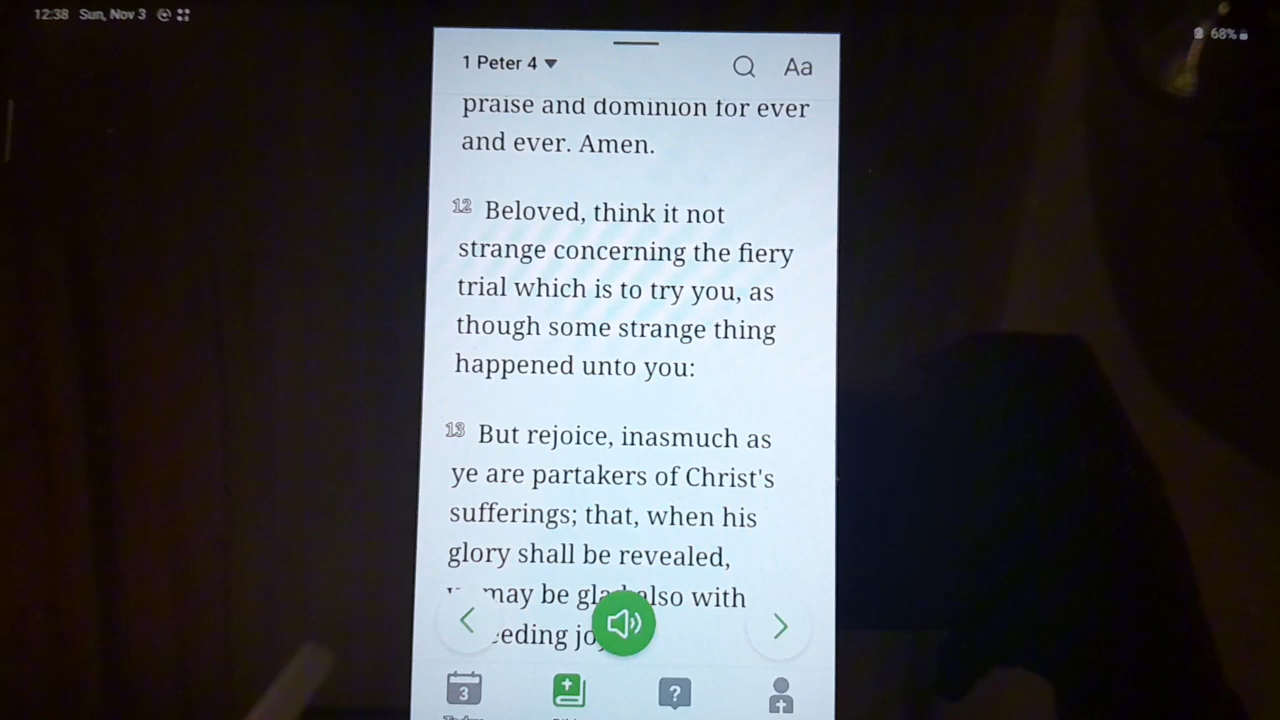 12:38 Sun, Nov 3
68%
1 Peter 4
Aa
praise and dominion for ever
and ever. Amen.
12 Beloved, think it not
strange concerning the fiery
trial which is to try you, as
though some strange thing
happened unto you:
13 But rejoice, inasmuch as
ye are partakers of Christ's
sufferings; that, when his
glory shall be revealed,
may be glad also with
3
?